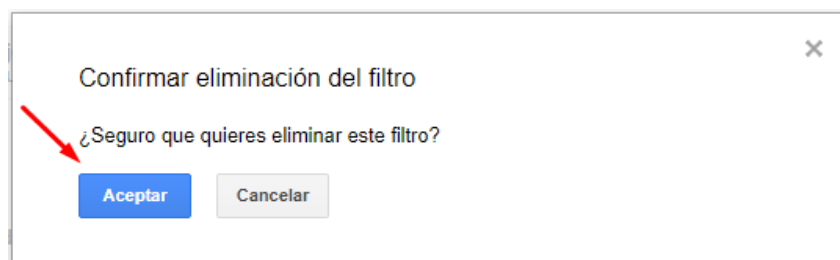 Confirmar eliminación del filtro
¿Seguro que quieres eliminar este filtro?
Aceptar
Cancelar